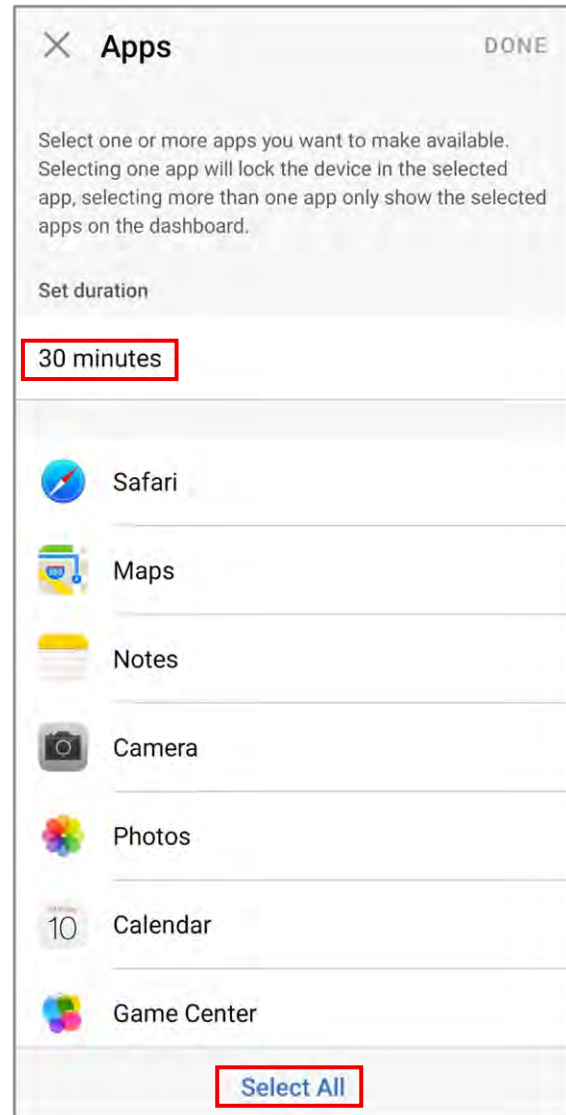 Apps
DONE
Select one or more apps you want to make available.
Selecting one app will lock the device in the selected
app, selecting more than one app only show the selected
apps on the dashboard.
Set duration
30 minutes
Safari
Maps
Notes
Camera
Photos
10
Calendar
Game Center
Select All